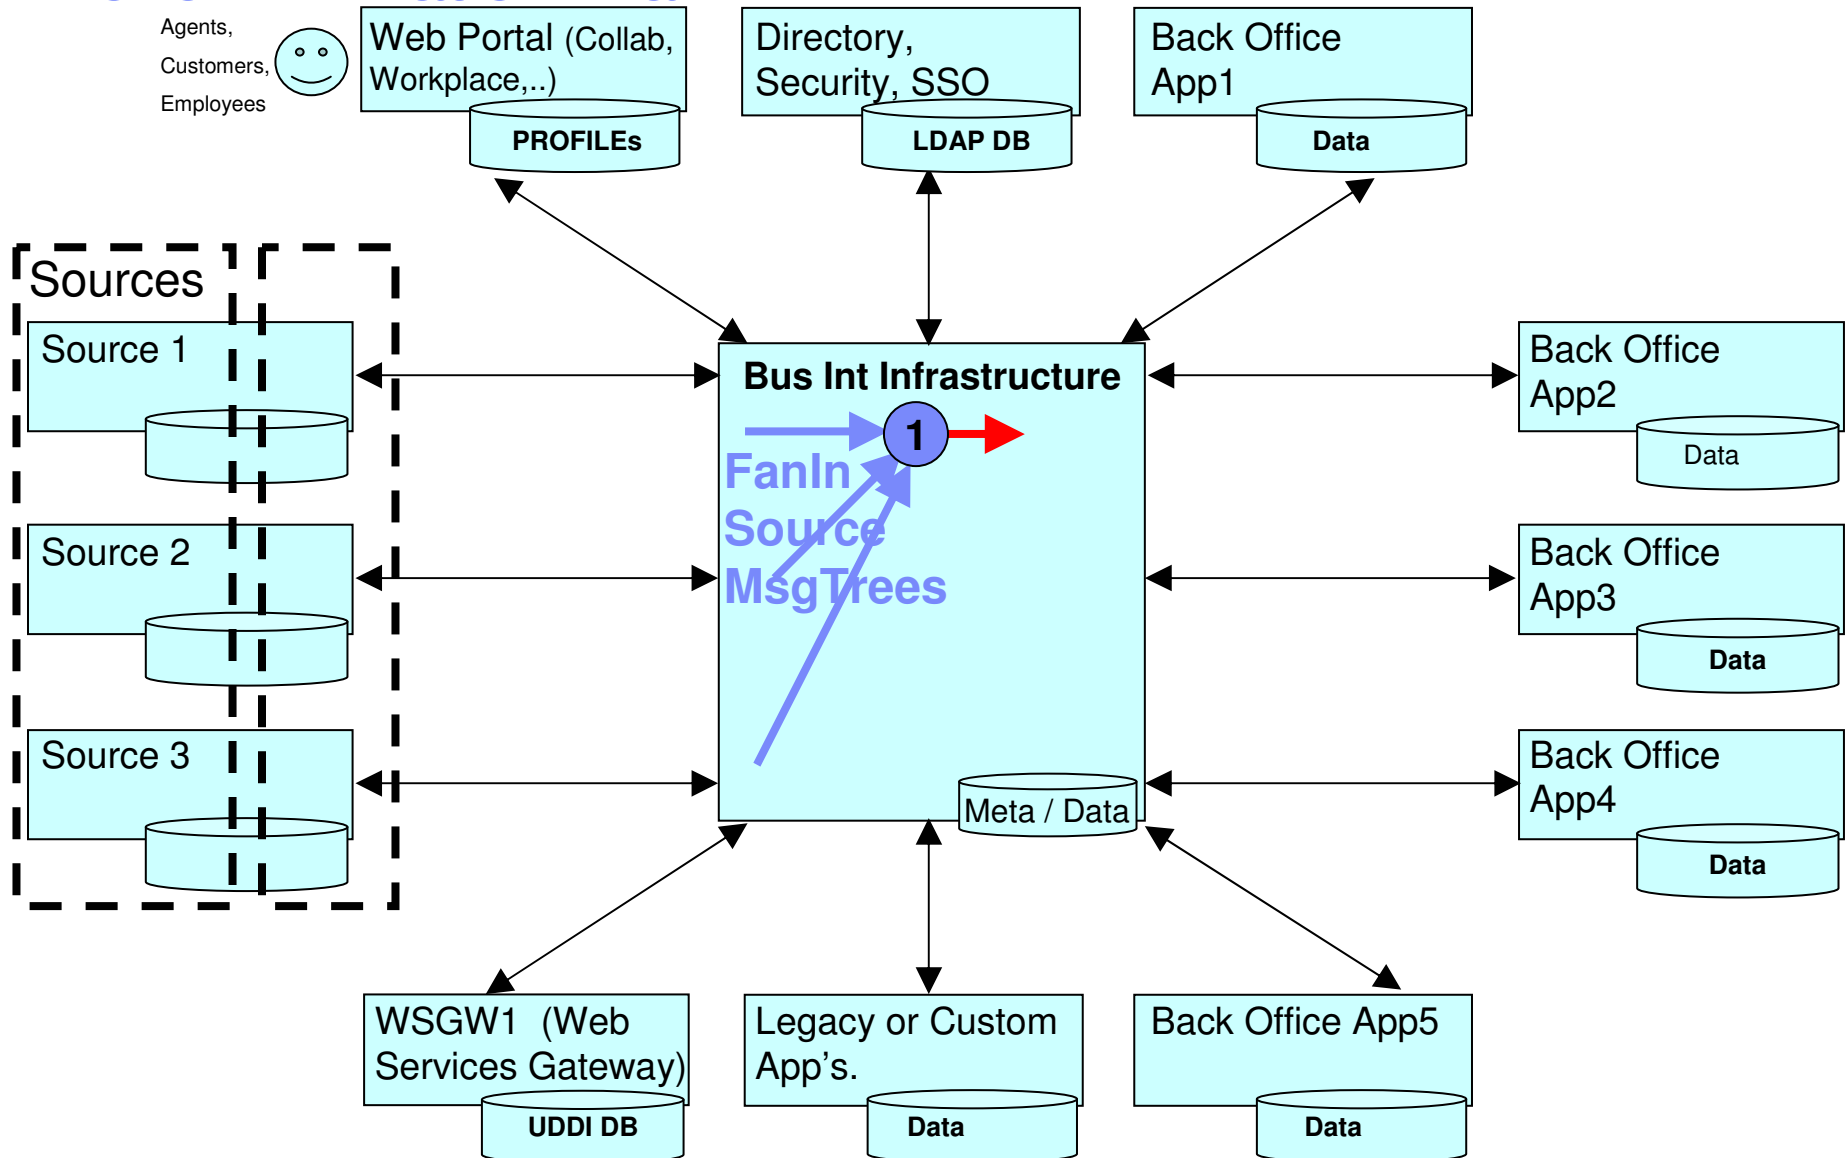 Agents,
Customers,
Employees
Web Portal (Collab,
Workplace,..)
PROFILEs
Directory,
Security, SSO
LDAP DB
Back Office
App1
Data
Sources
Source 1
Source 2
Source 3
Bus Int Infrastructure
1
FanIn
Source
MsgTrees
Meta / Data
Back Office
App2
Data
Back Office
App3
Data
Back Office
App4
Data
WSGW1 (Web
Services Gateway)
UDDI DB
Legacy or Custom
App's.
Data
Back Office App5
Data